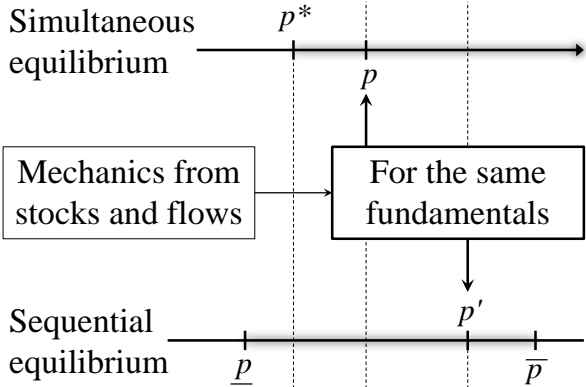 Simultaneous
equilibrium
p*
p
Mechanics from
stocks and flows
For the same
fundamentals
Sequential
equilibrium
p̲
p′
p̅